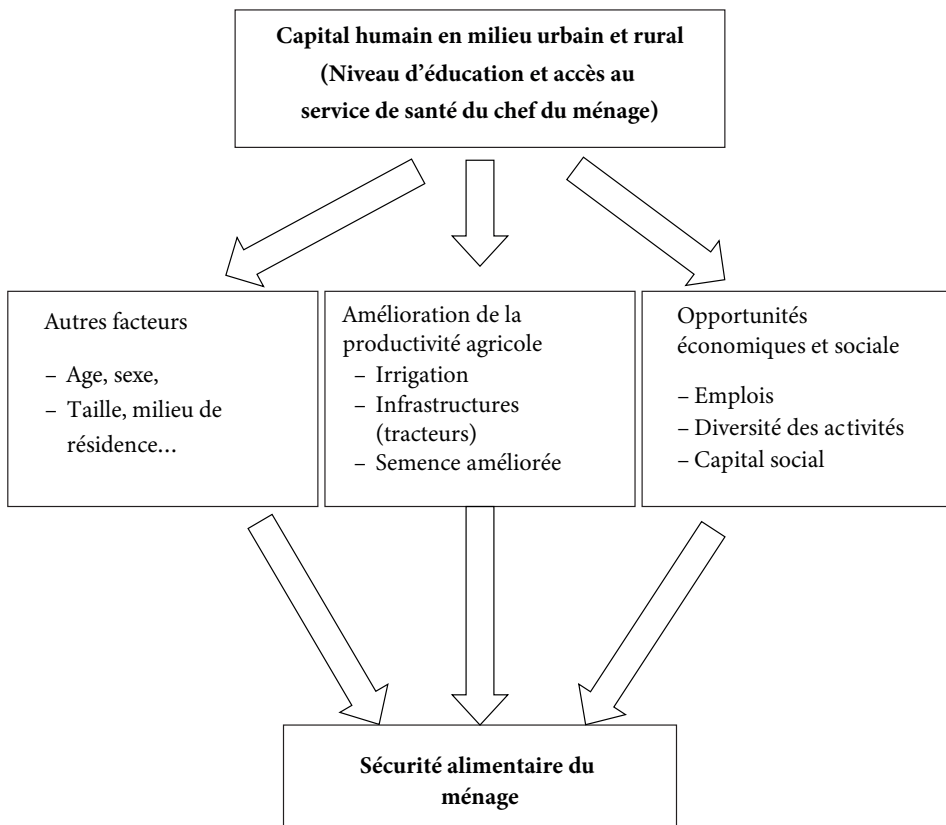 Capital humain en milieu urbain et rural
(Niveau d'éducation et accès au
service de santé du chef du ménage)
Autres facteurs
– Age, sexe,
– Taille, milieu de
résidence…
Amélioration de la
productivité agricole
– Irrigation
– Infrastructures
(tracteurs)
– Semence améliorée
Opportunités
économiques et sociale
– Emplois
– Diversité des activités
– Capital social
Sécurité alimentaire du
ménage